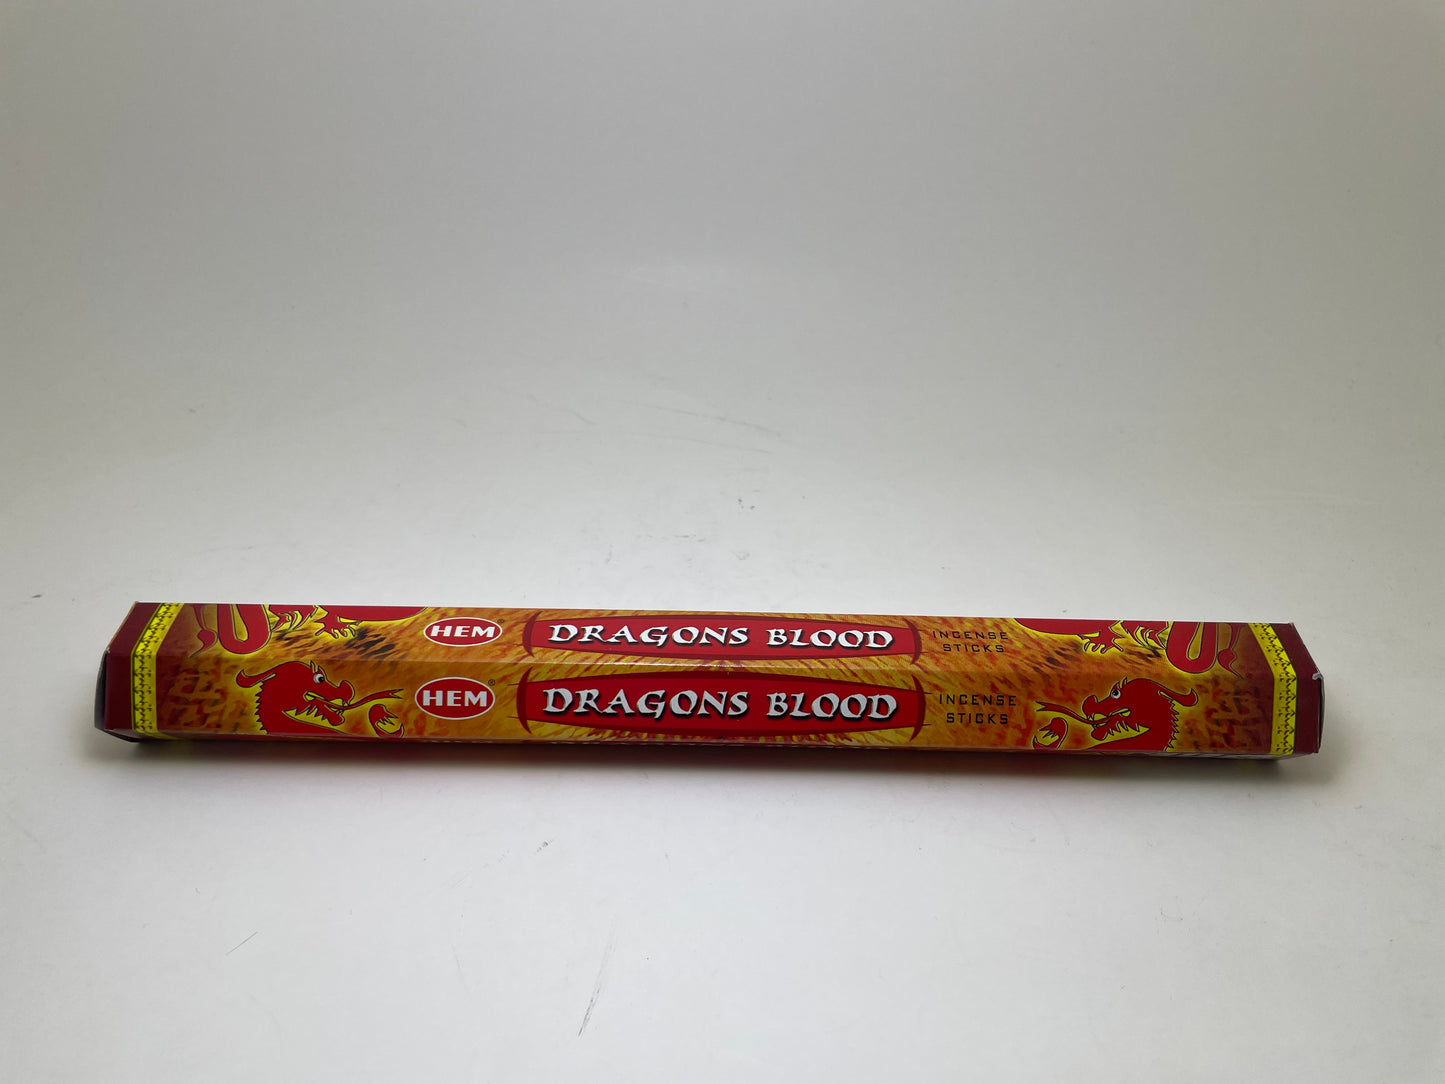 HEM DRAGONS BLOOD INCENSE
STICKS
HEM® DRAGONS BLOOD INCENSE
STICKS